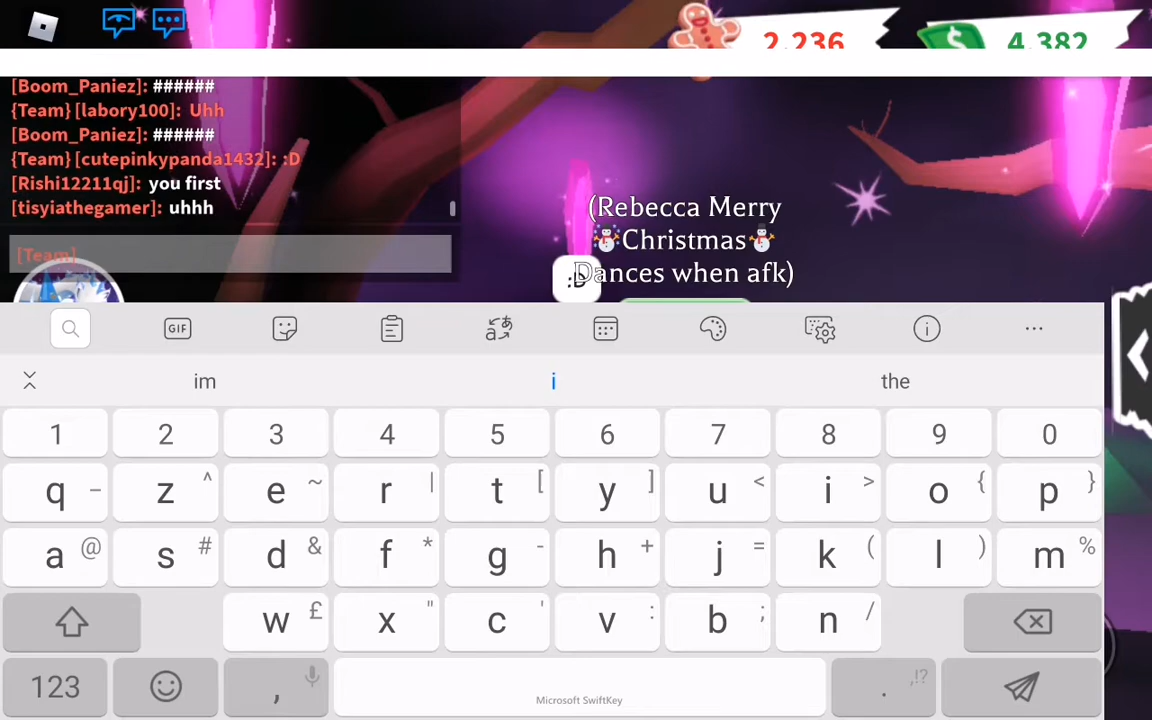 2.236
4.382
[Boom_Paniez]: ######
{Team} [labory100]: Uhh
[Boom_Paniez]: ######
{Team} [cutepinkypanda1432]: :D
[Rishi12211qj]: you first
[tisyiathegamer]: uhhh
[Team]
(Rebecca Merry
☃Christmas☃
Dances when afk)
:D
GIF
im
i
the
1 2 3 4 5 6 7 8 9 0
q – z ^ e ~ r | t [ y ] u < i > o { p }
a @ s # d & f * g - h + j = k ( l ) m %
w £ x " c ' v : b ; n /
123 , Microsoft SwiftKey . ,!?